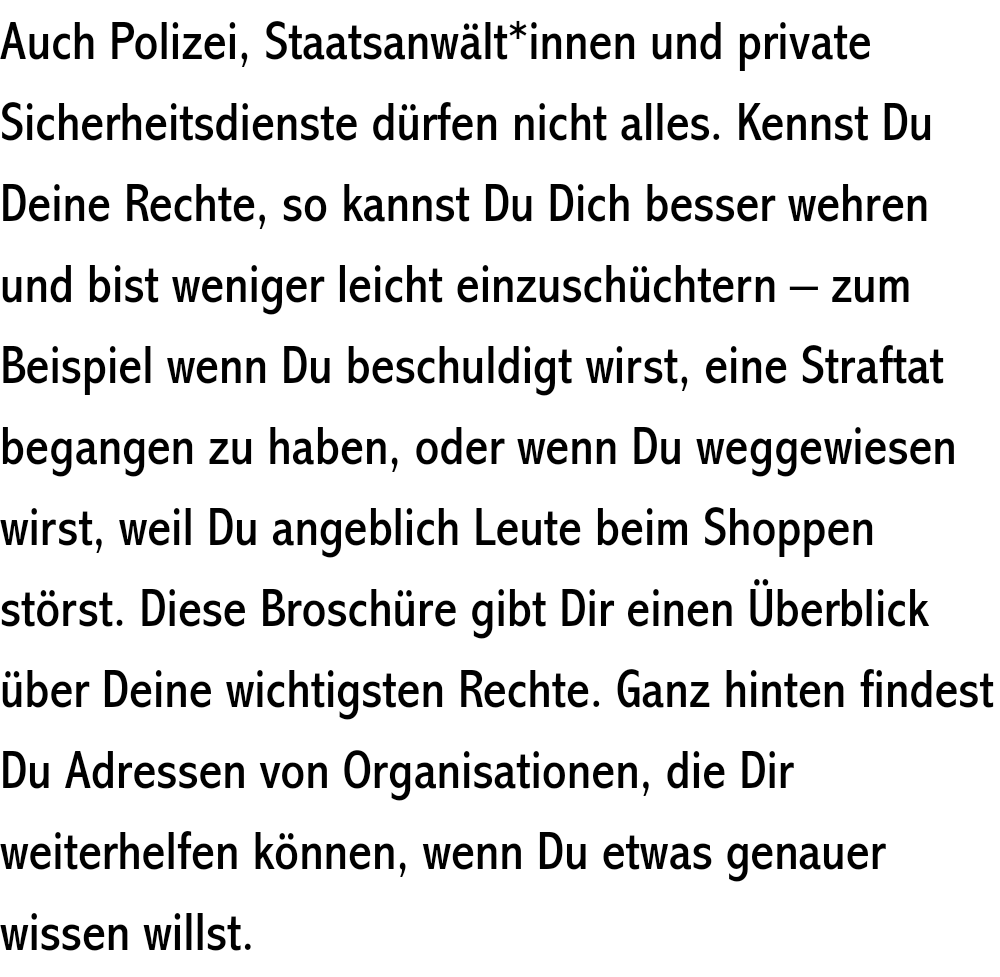 Auch Polizei, Staatsanwält*innen und private
Sicherheitsdienste dürfen nicht alles. Kennst Du
Deine Rechte, so kannst Du Dich besser wehren
und bist weniger leicht einzuschüchtern – zum
Beispiel wenn Du beschuldigt wirst, eine Straftat
begangen zu haben, oder wenn Du weggewiesen
wirst, weil Du angeblich Leute beim Shoppen
störst. Diese Broschüre gibt Dir einen Überblick
über Deine wichtigsten Rechte. Ganz hinten findest
Du Adressen von Organisationen, die Dir
weiterhelfen können, wenn Du etwas genauer
wissen willst.